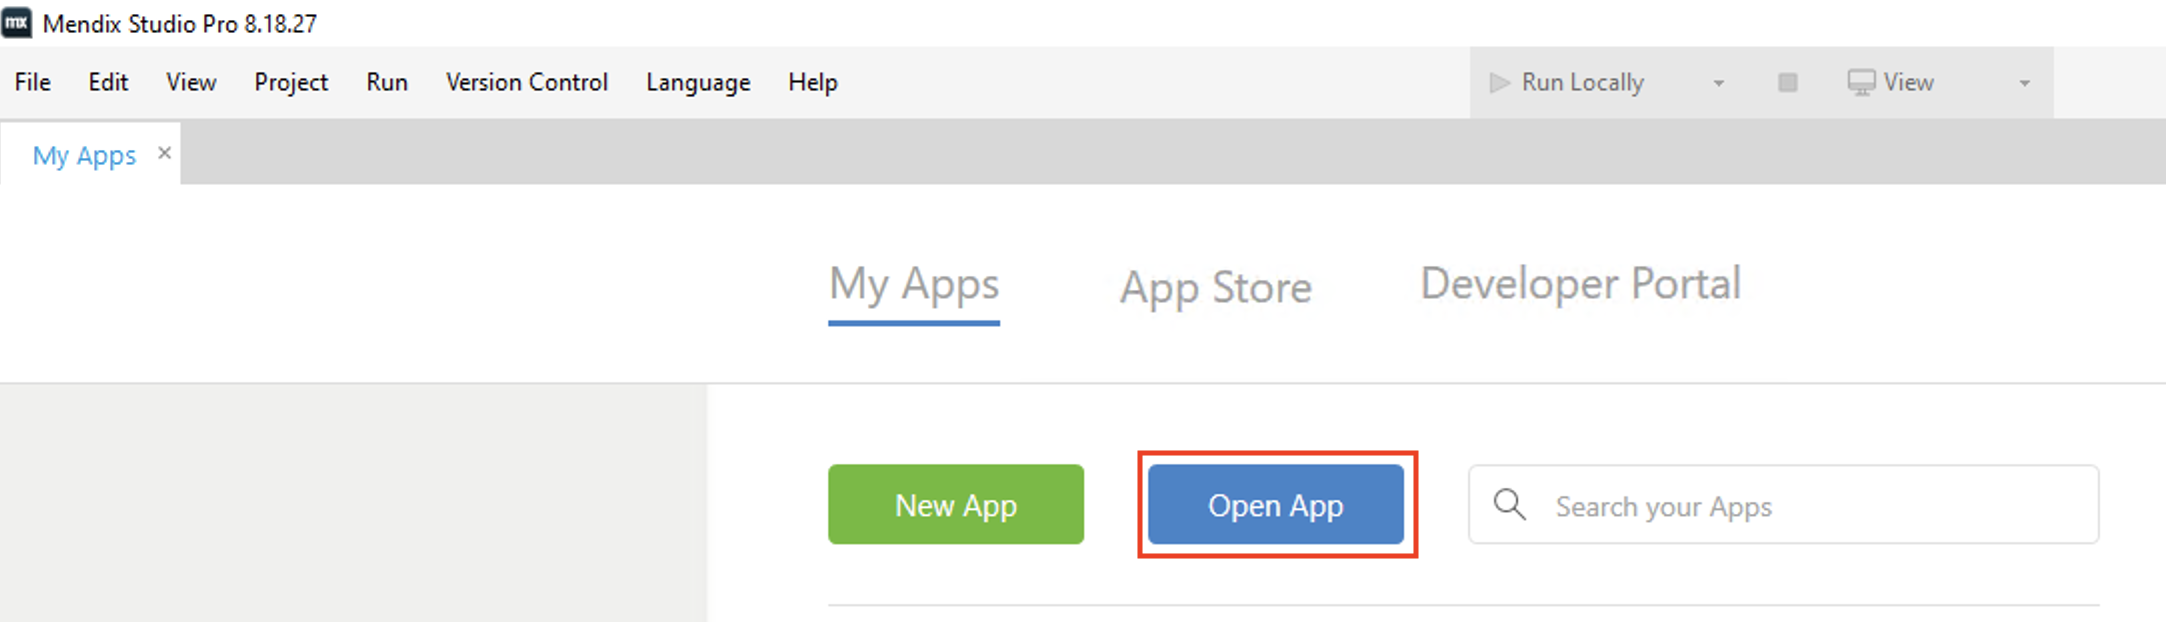 mx Mendix Studio Pro 8.18.27
File Edit View Project Run Version Control Language Help Run Locally View
My Apps ×
My Apps App Store Developer Portal
New App Open App Search your Apps